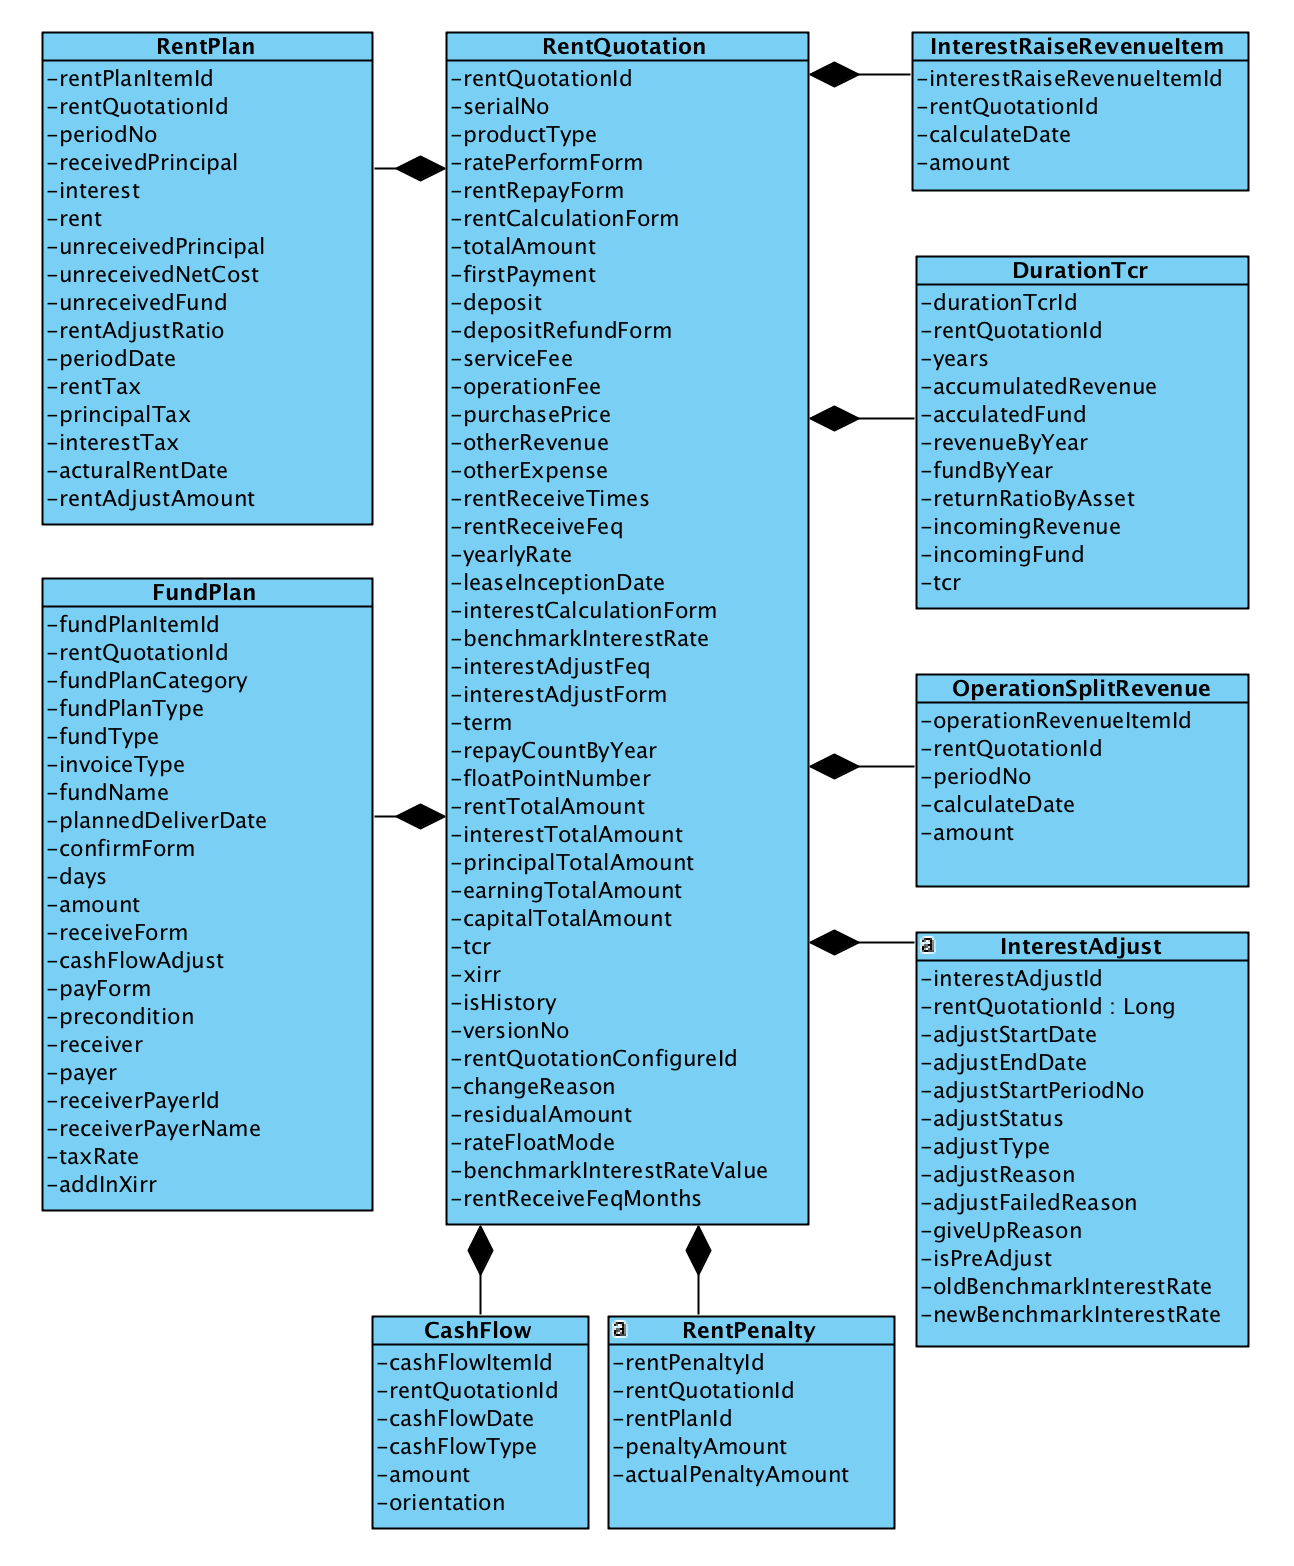 RentPlan
-rentPlanItemId
-rentQuotationId
-periodNo
-receivedPrincipal
-interest
-rent
-unreceivedPrincipal
-unreceivedNetCost
-unreceivedFund
-rentAdjustRatio
-periodDate
-rentTax
-principalTax
-interestTax
-acturalRentDate
-rentAdjustAmount
FundPlan
-fundPlanItemId
-rentQuotationId
-fundPlanCategory
-fundPlanType
-fundType
-invoiceType
-fundName
-plannedDeliverDate
-confirmForm
-days
-amount
-receiveForm
-cashFlowAdjust
-payForm
-precondition
-receiver
-payer
-receiverPayerId
-receiverPayerName
-taxRate
-addInXirr
RentQuotation
-rentQuotationId
-serialNo
-productType
-ratePerformForm
-rentRepayForm
-rentCalculationForm
-totalAmount
-firstPayment
-deposit
-depositRefundForm
-serviceFee
-operationFee
-purchasePrice
-otherRevenue
-otherExpense
-rentReceiveTimes
-rentReceiveFeq
-yearlyRate
-leaseInceptionDate
-interestCalculationForm
-benchmarkInterestRate
-interestAdjustFeq
-interestAdjustForm
-term
-repayCountByYear
-floatPointNumber
-rentTotalAmount
-interestTotalAmount
-principalTotalAmount
-earningTotalAmount
-capitalTotalAmount
-tcr
-xirr
-isHistory
-versionNo
-rentQuotationConfigureId
-changeReason
-residualAmount
-rateFloatMode
-benchmarkInterestRateValue
-rentReceiveFeqMonths
InterestRaiseRevenueItem
-interestRaiseRevenueItemId
-rentQuotationId
-calculateDate
-amount
DurationTcr
-durationTcrId
-rentQuotationId
-years
-accumulatedRevenue
-acculatedFund
-revenueByYear
-fundByYear
-returnRatioByAsset
-incomingRevenue
-incomingFund
-tcr
OperationSplitRevenue
-operationRevenueItemId
-rentQuotationId
-periodNo
-calculateDate
-amount
a InterestAdjust
-interestAdjustId
-rentQuotationId : Long
-adjustStartDate
-adjustEndDate
-adjustStartPeriodNo
-adjustStatus
-adjustType
-adjustReason
-adjustFailedReason
-giveUpReason
-isPreAdjust
-oldBenchmarkInterestRate
-newBenchmarkInterestRate
CashFlow
-cashFlowItemId
-rentQuotationId
-cashFlowDate
-cashFlowType
-amount
-orientation
a RentPenalty
-rentPenaltyId
-rentQuotationId
-rentPlanId
-penaltyAmount
-actualPenaltyAmount